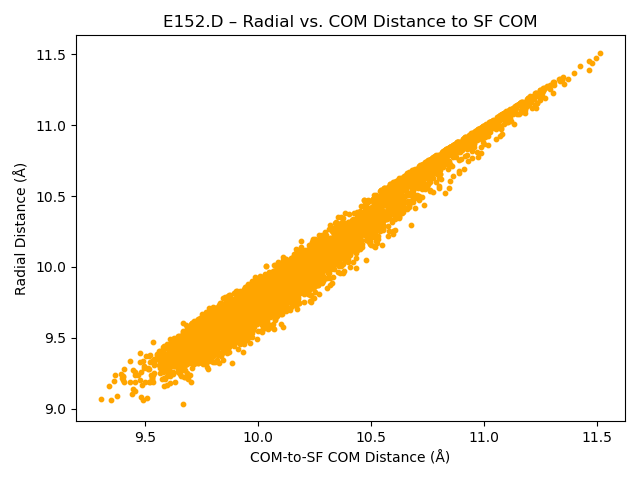 E152.D – Radial vs. COM Distance to SF COM
Radial Distance (Å)
11.5
11.0
10.5
10.0
9.5
9.0
9.5 10.0 10.5 11.0 11.5
COM-to-SF COM Distance (Å)